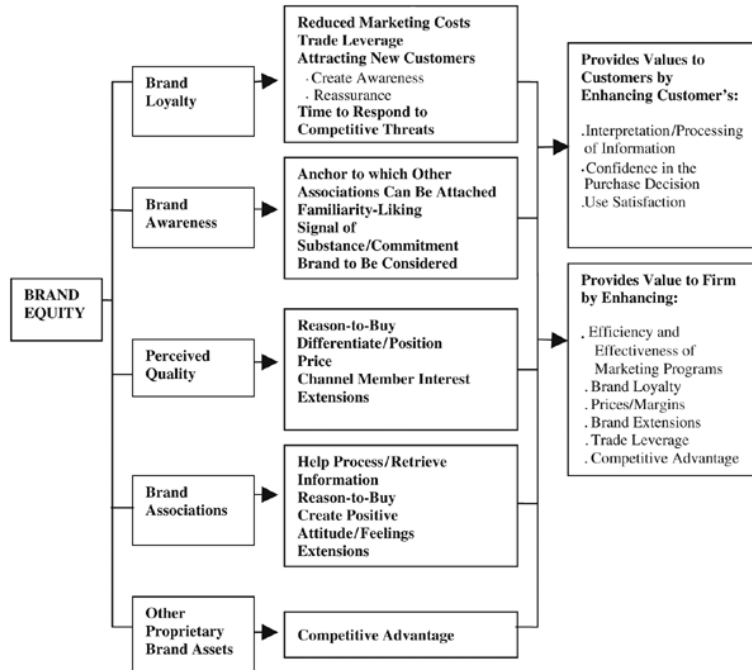 BRAND
EQUITY
Brand
Loyalty
Reduced Marketing Costs
Trade Leverage
Attracting New Customers
· Create Awareness
· Reassurance
Time to Respond to
Competitive Threats
Brand
Awareness
Anchor to which Other
Associations Can Be Attached
Familiarity-Liking
Signal of
Substance/Commitment
Brand to Be Considered
Perceived
Quality
Reason-to-Buy
Differentiate/Position
Price
Channel Member Interest
Extensions
Brand
Associations
Help Process/Retrieve
Information
Reason-to-Buy
Create Positive
Attitude/Feelings
Extensions
Other
Proprietary
Brand Assets
Competitive Advantage
Provides Values to
Customers by
Enhancing Customer's:
. Interpretation/Processing
of Information
. Confidence in the
Purchase Decision
. Use Satisfaction
Provides Value to Firm
by Enhancing:
. Efficiency and
Effectiveness of
Marketing Programs
. Brand Loyalty
. Prices/Margins
. Brand Extensions
. Trade Leverage
. Competitive Advantage